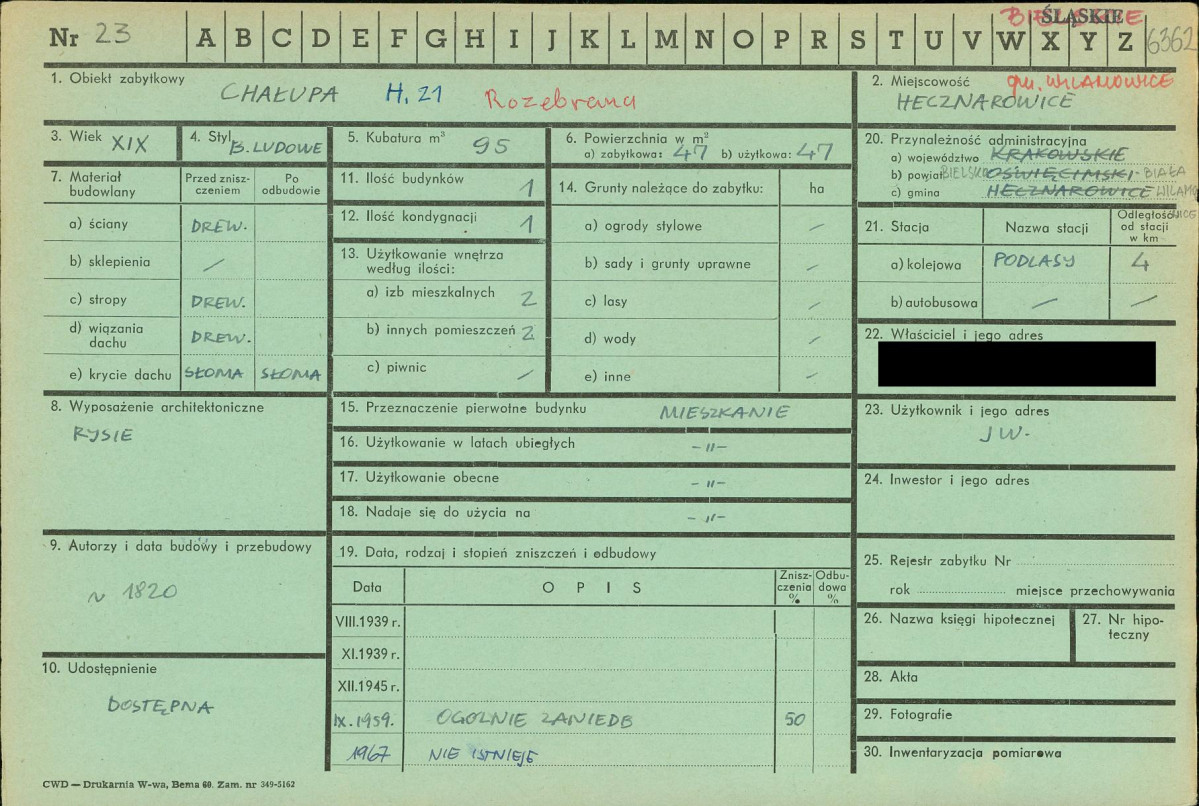 BIELSKIE
ŚLĄSKIE
Nr 23 A B C D E F G H I J K L M N O P R S T U V W X Y Z 6362
1. Obiekt zabytkowy
CHAŁUPA H. 21 Rozebrana
2. Miejscowość gm. WILAMOWICE
HECZNAROWICE
3. Wiek XIX
4. Styl B. LUDOWE
5. Kubatura m³ 95
6. Powierzchnia w m²
a) zabytkowa: 47 b) użytkowa: 47
20. Przynależność administracyjna
a) województwo KRAKOWSKIE
b) powiat OŚWIĘCIMSKI BIELSKO-BIAŁA
c) gmina HECZNAROWICE WILAMOWICE
7. Materiał budowlany
Przed zniszczeniem
Po odbudowie
a) ściany DREW.
b) sklepienia /
c) stropy DREW.
d) wiązania dachu DREW.
e) krycie dachu SŁOMA SŁOMA
11. Ilość budynków 1
12. Ilość kondygnacji 1
13. Użytkowanie wnętrza według ilości:
a) izb mieszkalnych 2
b) innych pomieszczeń 2
c) piwnic /
14. Grunty należące do zabytku: ha
a) ogrody stylowe /
b) sady i grunty uprawne /
c) lasy /
d) wody /
e) inne /
21. Stacja Nazwa stacji Odległość od stacji w km
a) kolejowa PODLASY 4
b) autobusowa / /
22. Właściciel i jego adres
8. Wyposażenie architektoniczne
RYSIE
15. Przeznaczenie pierwotne budynku MIESZKANIE
16. Użytkowanie w latach ubiegłych -"-
17. Użytkowanie obecne -"-
18. Nadaje się do użycia na -"-
23. Użytkownik i jego adres
JW.
24. Inwestor i jego adres
9. Autorzy i data budowy i przebudowy
~ 1820
10. Udostępnienie
DOSTĘPNA
19. Data, rodzaj i stopień zniszczeń i odbudowy
Data OPIS Zniszczenia % Odbudowa %
VIII.1939 r.
XI.1939 r.
XII.1945 r.
IX.1959. OGOLNIE ZANIEDB 50
1967 NIE ISTNIEJE
25. Rejestr zabytku Nr
rok miejsce przechowywania
26. Nazwa księgi hipotecznej
27. Nr hipoteczny
28. Akta
29. Fotografie
30. Inwentaryzacja pomiarowa
CWD — Drukarnia W-wa, Bema 60. Zam. nr 349-5162